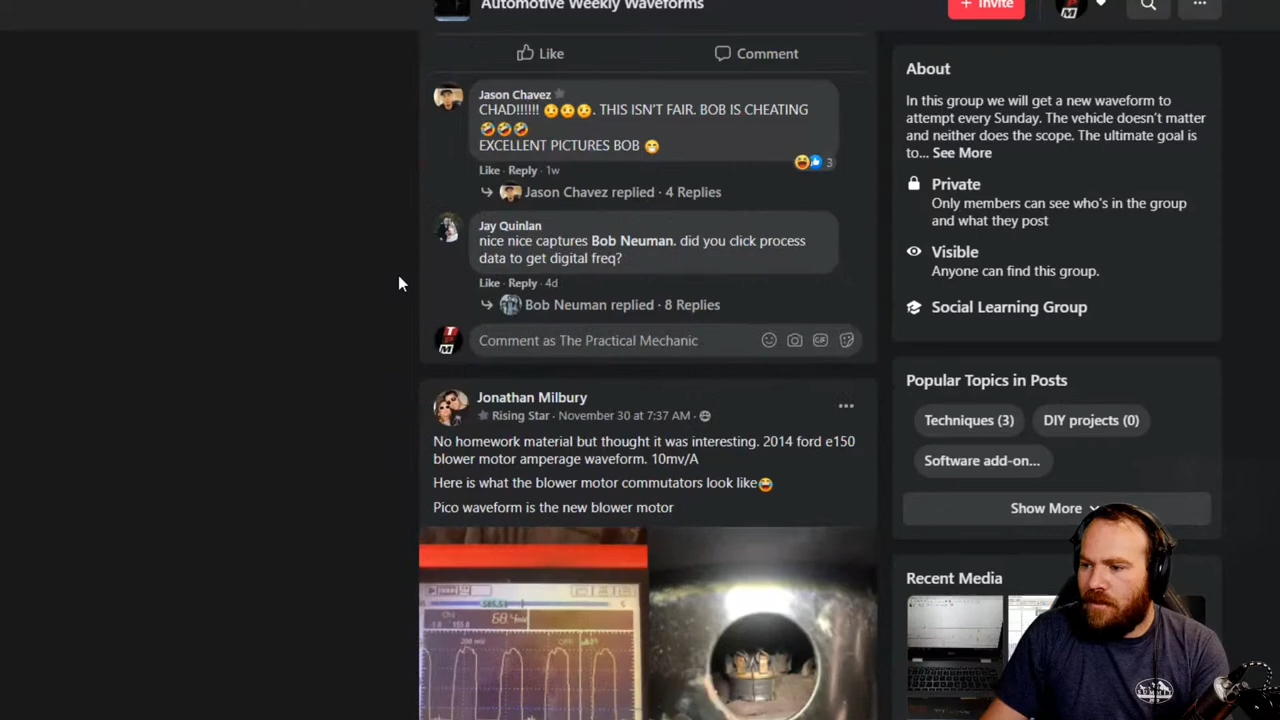 Automotive Weekly Waveforms
+ Invite
Like
Comment
Jason Chavez
CHAD!!!!!! 😥😥😥. THIS ISN'T FAIR. BOB IS CHEATING
🤣🤣🤣
EXCELLENT PICTURES BOB 😁
3
Like · Reply · 1w
Jason Chavez replied · 4 Replies
Jay Quinlan
nice nice captures Bob Neuman. did you click process
data to get digital freq?
Like · Reply · 4d
Bob Neuman replied · 8 Replies
Comment as The Practical Mechanic
GIF
Jonathan Milbury
Rising Star · November 30 at 7:37 AM ·
No homework material but thought it was interesting. 2014 ford e150
blower motor amperage waveform. 10mv/A
Here is what the blower motor commutators look like😂
Pico waveform is the new blower motor
200 mV
About
In this group we will get a new waveform to
attempt every Sunday. The vehicle doesn't matter
and neither does the scope. The ultimate goal is
to... See More
Private
Only members can see who's in the group
and what they post
Visible
Anyone can find this group.
Social Learning Group
Popular Topics in Posts
Techniques (3)
DIY projects (0)
Software add-on...
Show More
Recent Media